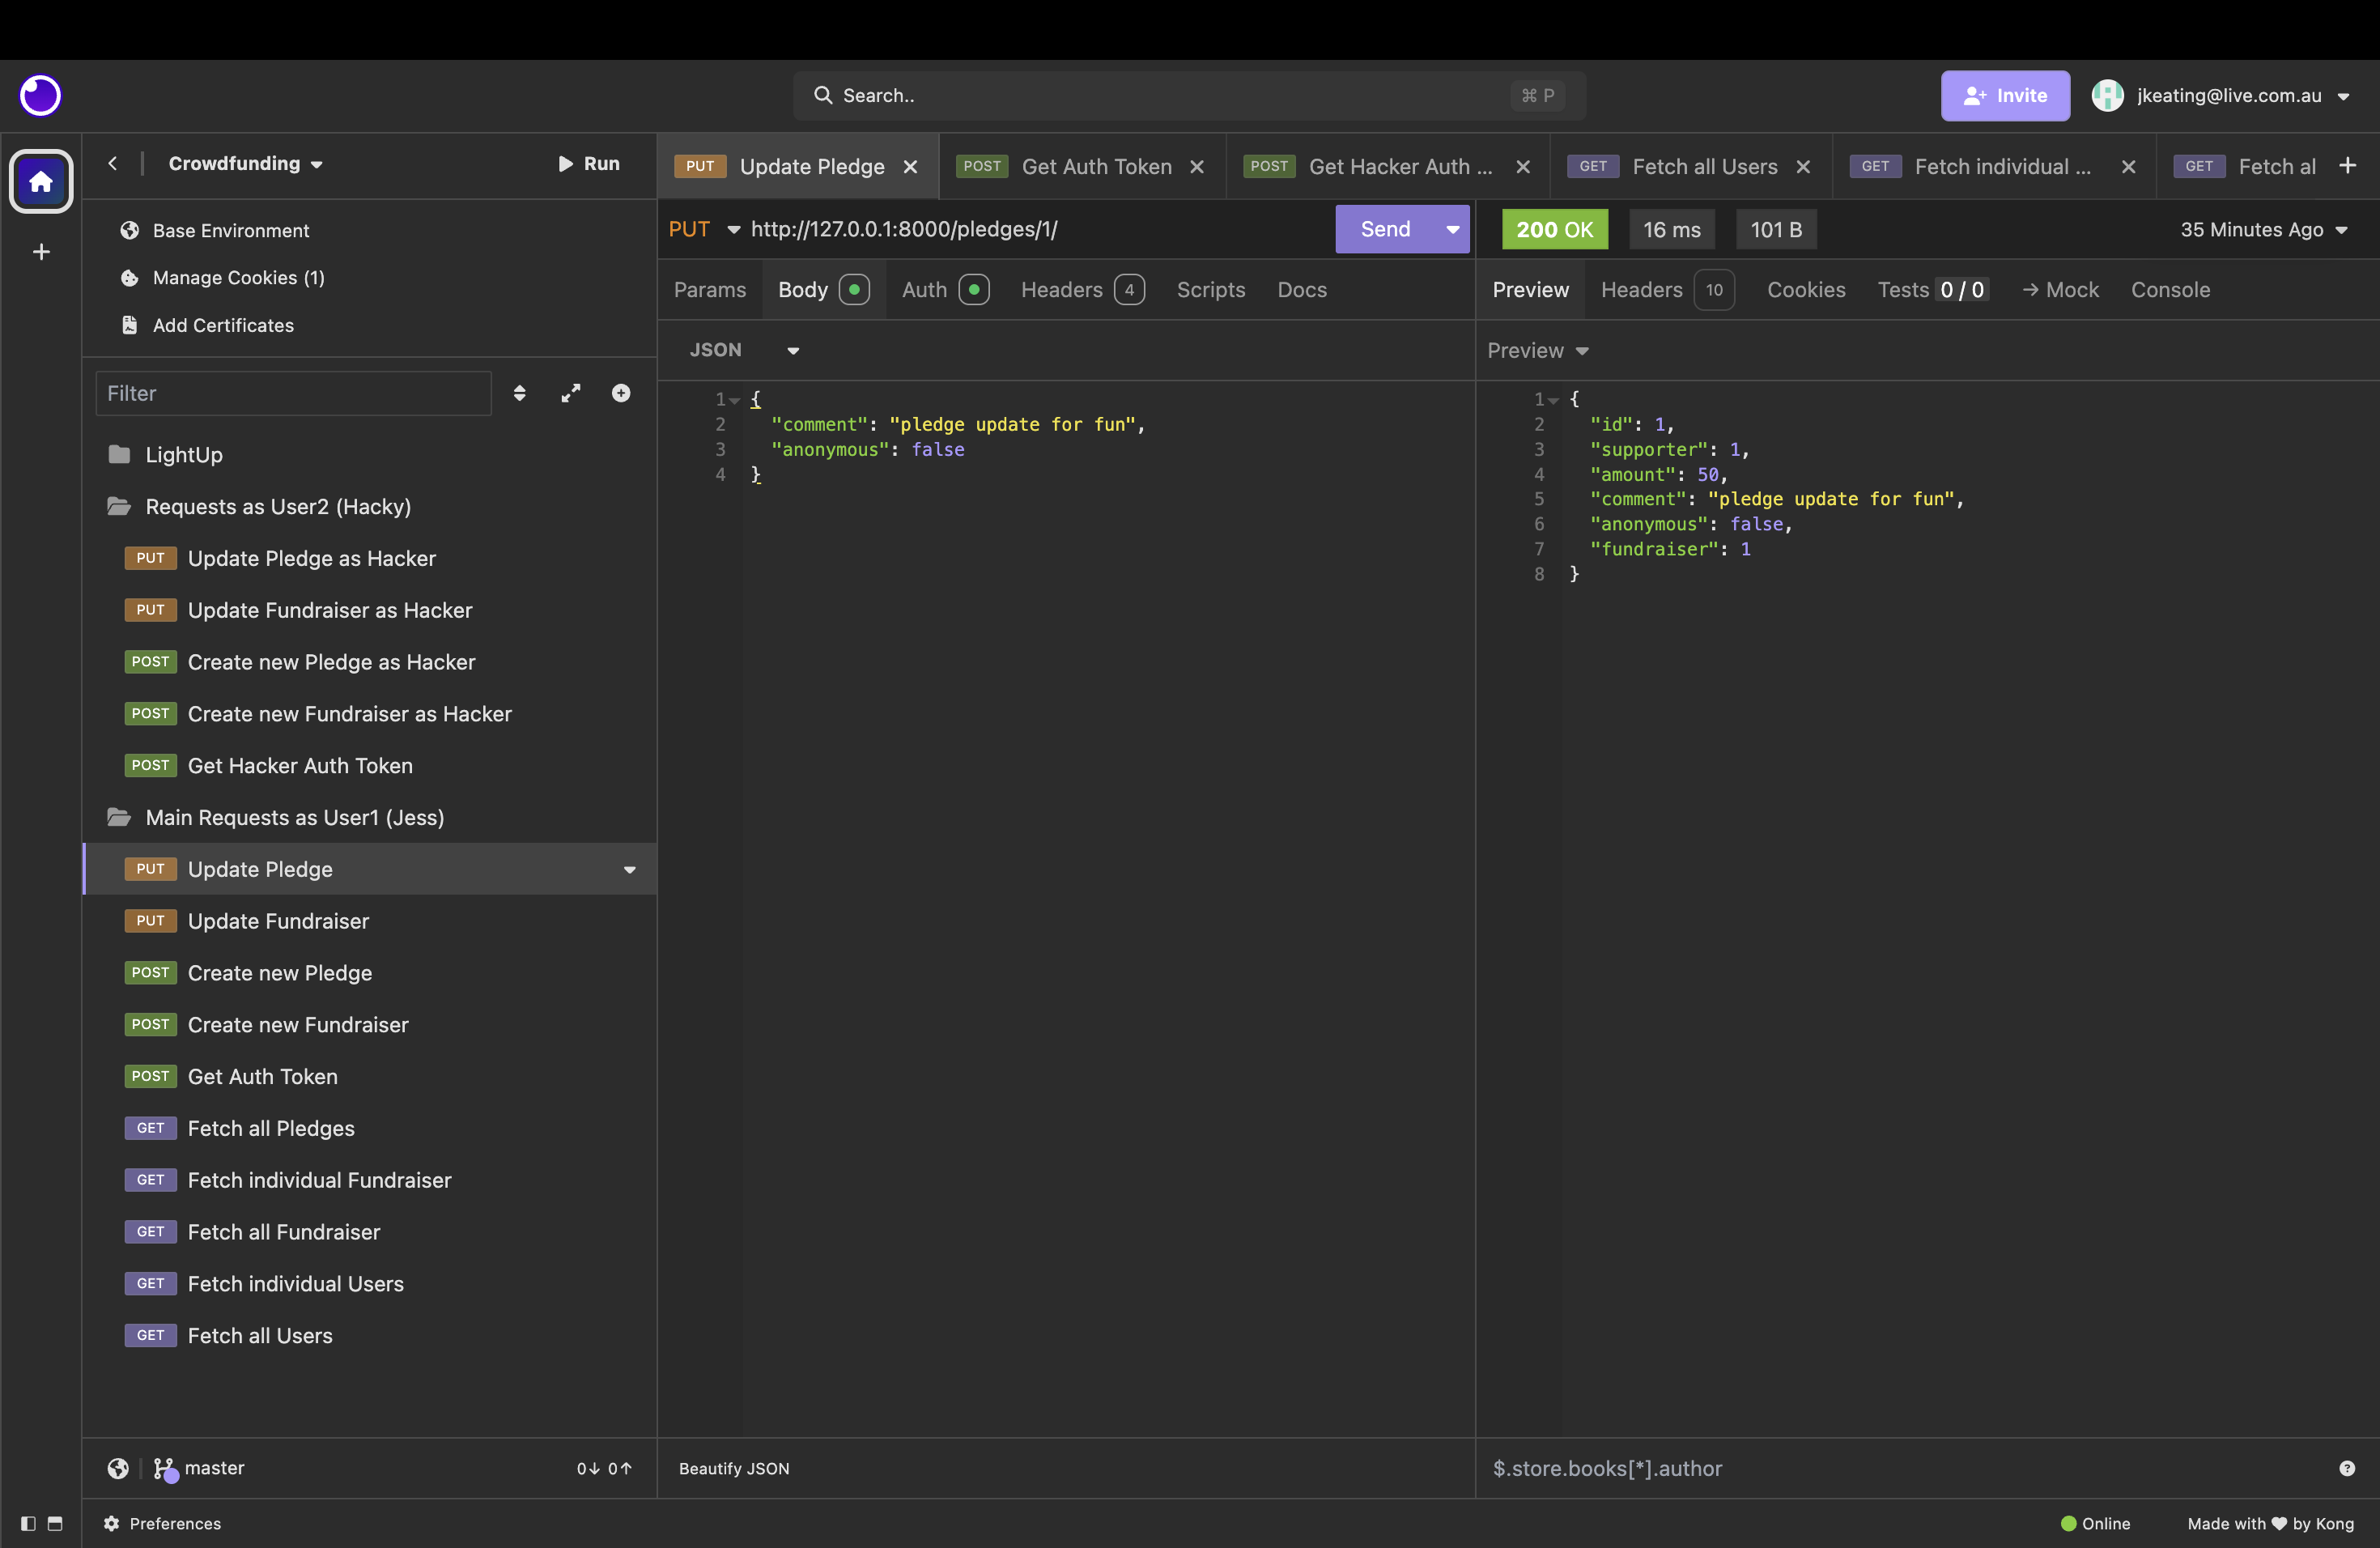 Search..
⌘ P
Invite
jkeating@live.com.au
Crowdfunding
Run
PUT Update Pledge
POST Get Auth Token
POST Get Hacker Auth ...
GET Fetch all Users
GET Fetch individual ...
GET Fetch al
Base Environment
Manage Cookies (1)
Add Certificates
Filter
LightUp
Requests as User2 (Hacky)
PUT Update Pledge as Hacker
PUT Update Fundraiser as Hacker
POST Create new Pledge as Hacker
POST Create new Fundraiser as Hacker
POST Get Hacker Auth Token
Main Requests as User1 (Jess)
PUT Update Pledge
PUT Update Fundraiser
POST Create new Pledge
POST Create new Fundraiser
POST Get Auth Token
GET Fetch all Pledges
GET Fetch individual Fundraiser
GET Fetch all Fundraiser
GET Fetch individual Users
GET Fetch all Users
master
0↓ 0↑
PUT http://127.0.0.1:8000/pledges/1/
Send
Params Body Auth Headers 4 Scripts Docs
JSON
1 {
2 "comment": "pledge update for fun",
3 "anonymous": false
4 }
Beautify JSON
200 OK 16 ms 101 B
35 Minutes Ago
Preview Headers 10 Cookies Tests 0 / 0 → Mock Console
Preview
1 {
2 "id": 1,
3 "supporter": 1,
4 "amount": 50,
5 "comment": "pledge update for fun",
6 "anonymous": false,
7 "fundraiser": 1
8 }
$.store.books[*].author
Preferences
Online
Made with ♥ by Kong